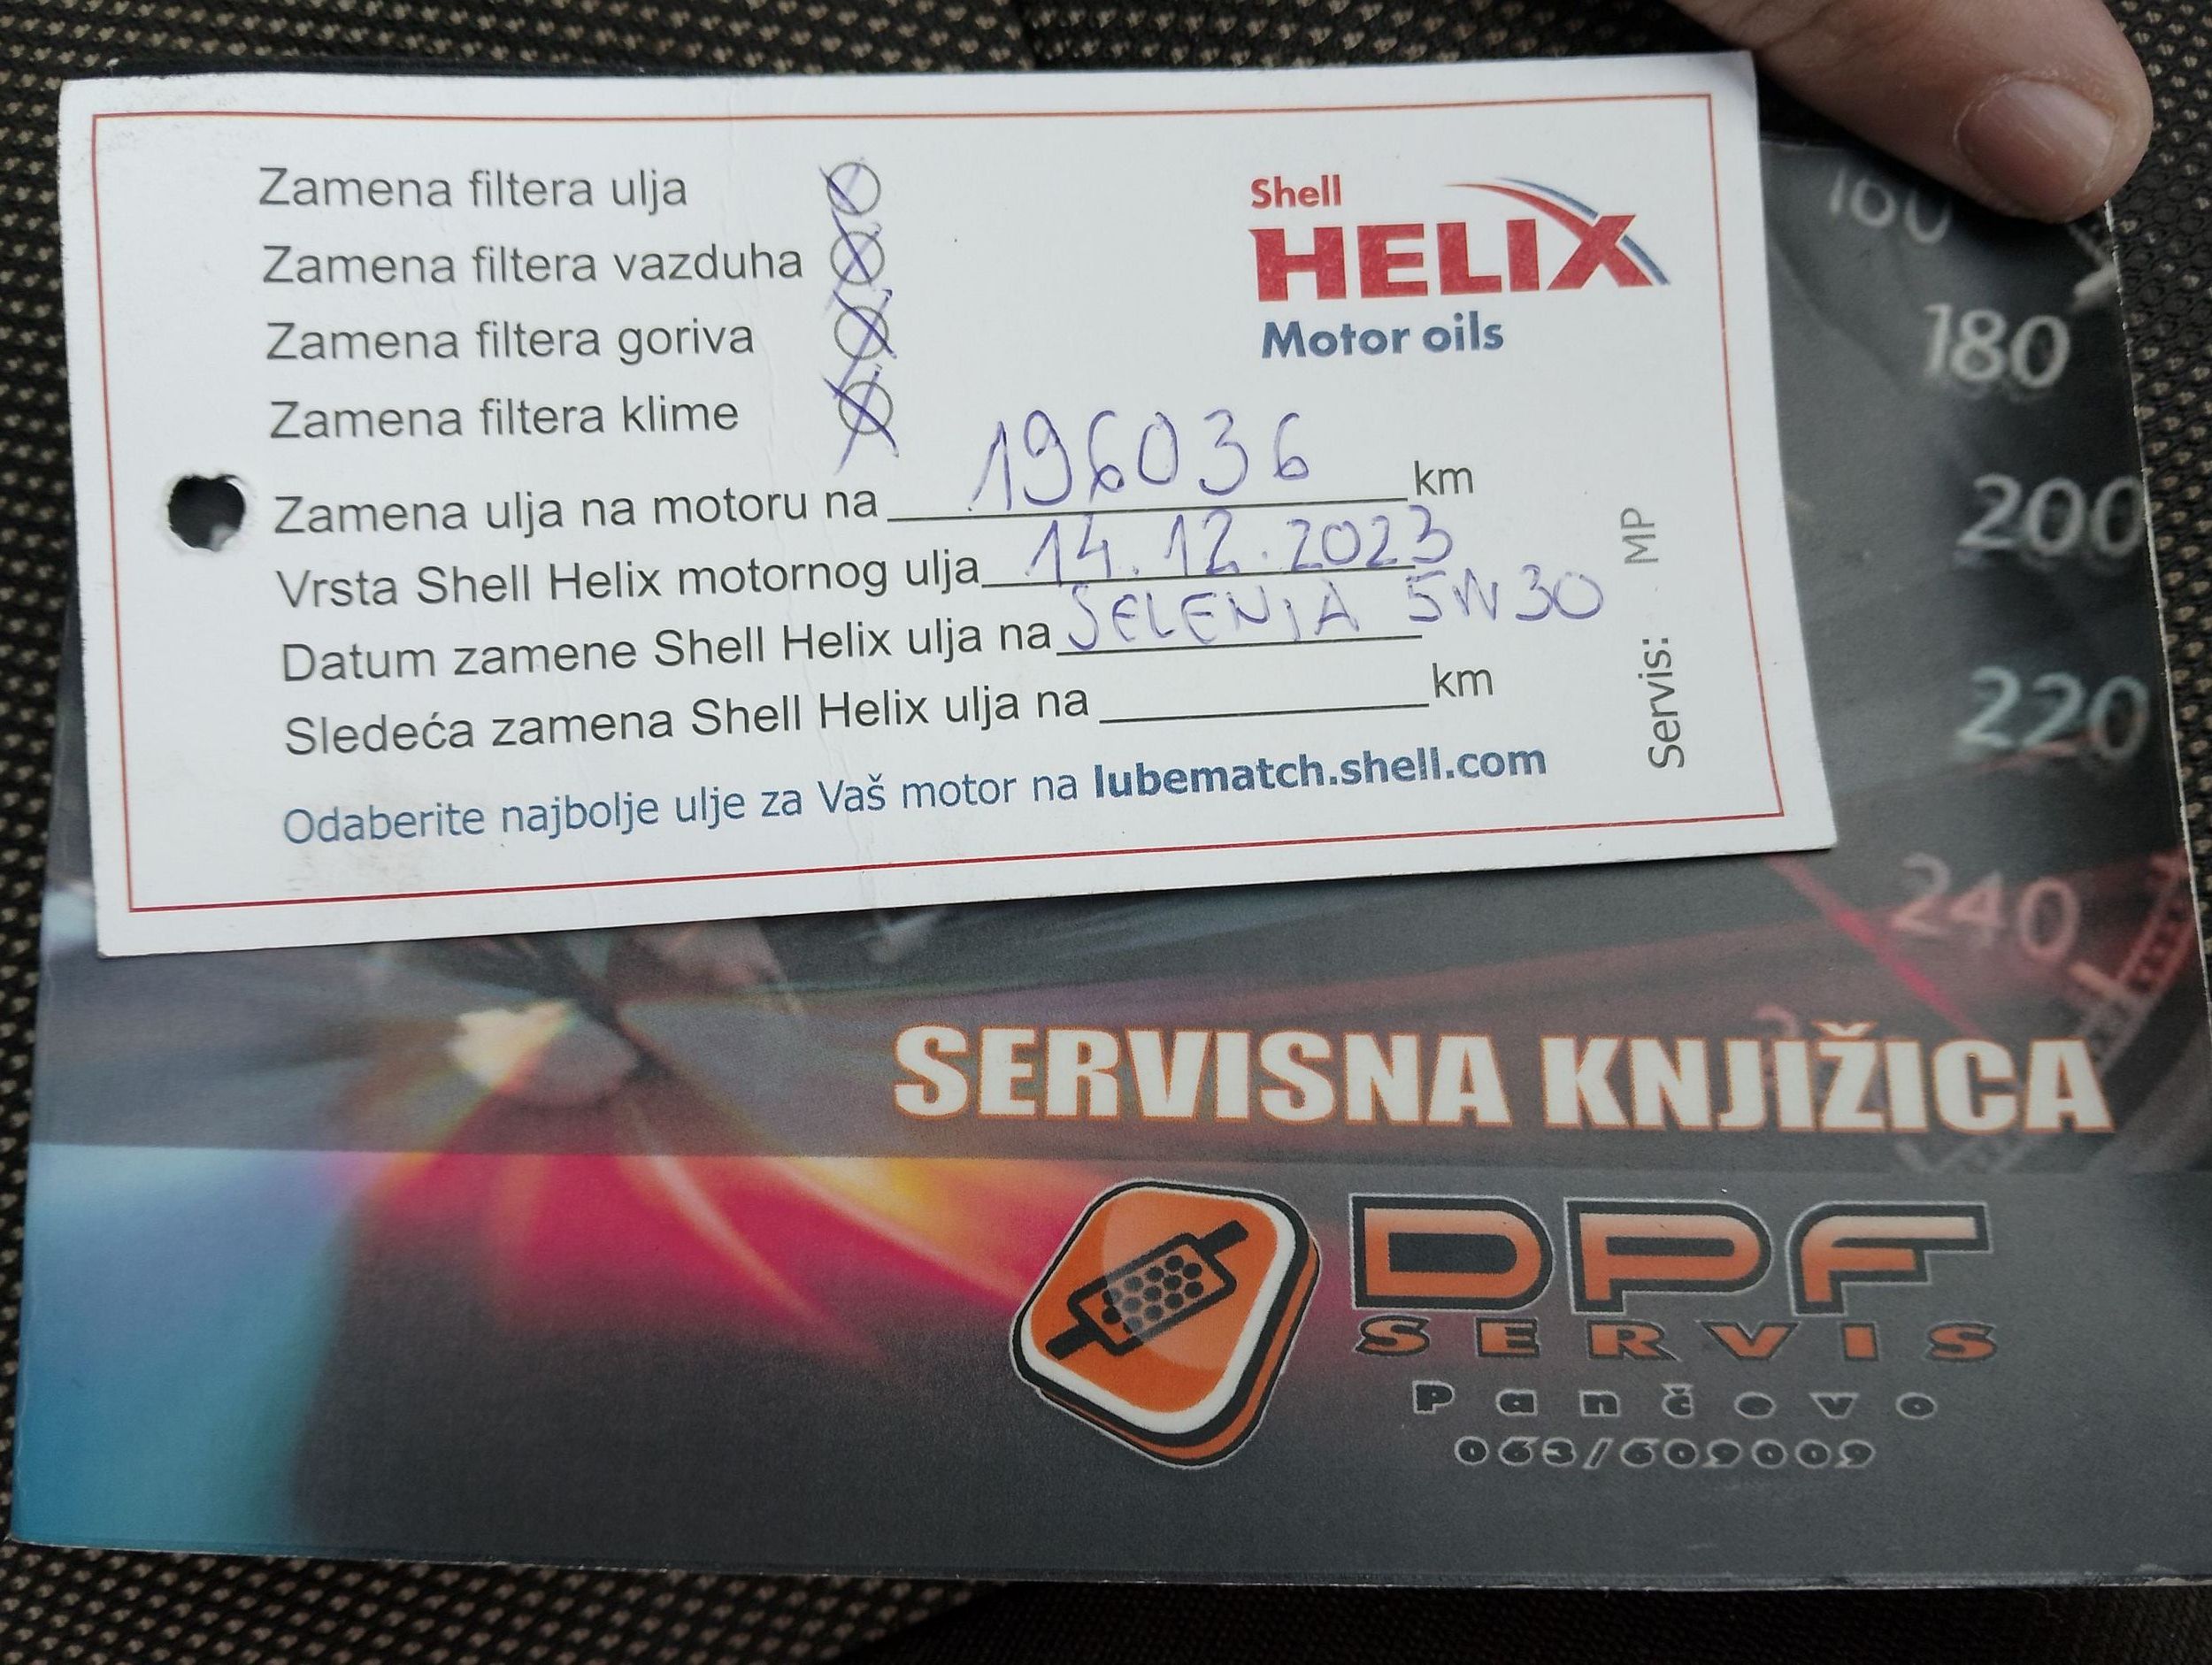 Zamena filtera ulja
Zamena filtera vazduha
Zamena filtera goriva
Zamena filtera klime
Shell
HELIX
Motor oils
Zamena ulja na motoru na 196036 km
Vrsta Shell Helix motornog ulja 14.12.2023
Datum zamene Shell Helix ulja na SELENIA 5W30
Sledeća zamena Shell Helix ulja na km
Odaberite najbolje ulje za Vaš motor na lubematch.shell.com
Servis: MP
160
180
200
220
240
SERVISNA KNJIŽICA
DPF
SERVIS
Pančevo
063/609009